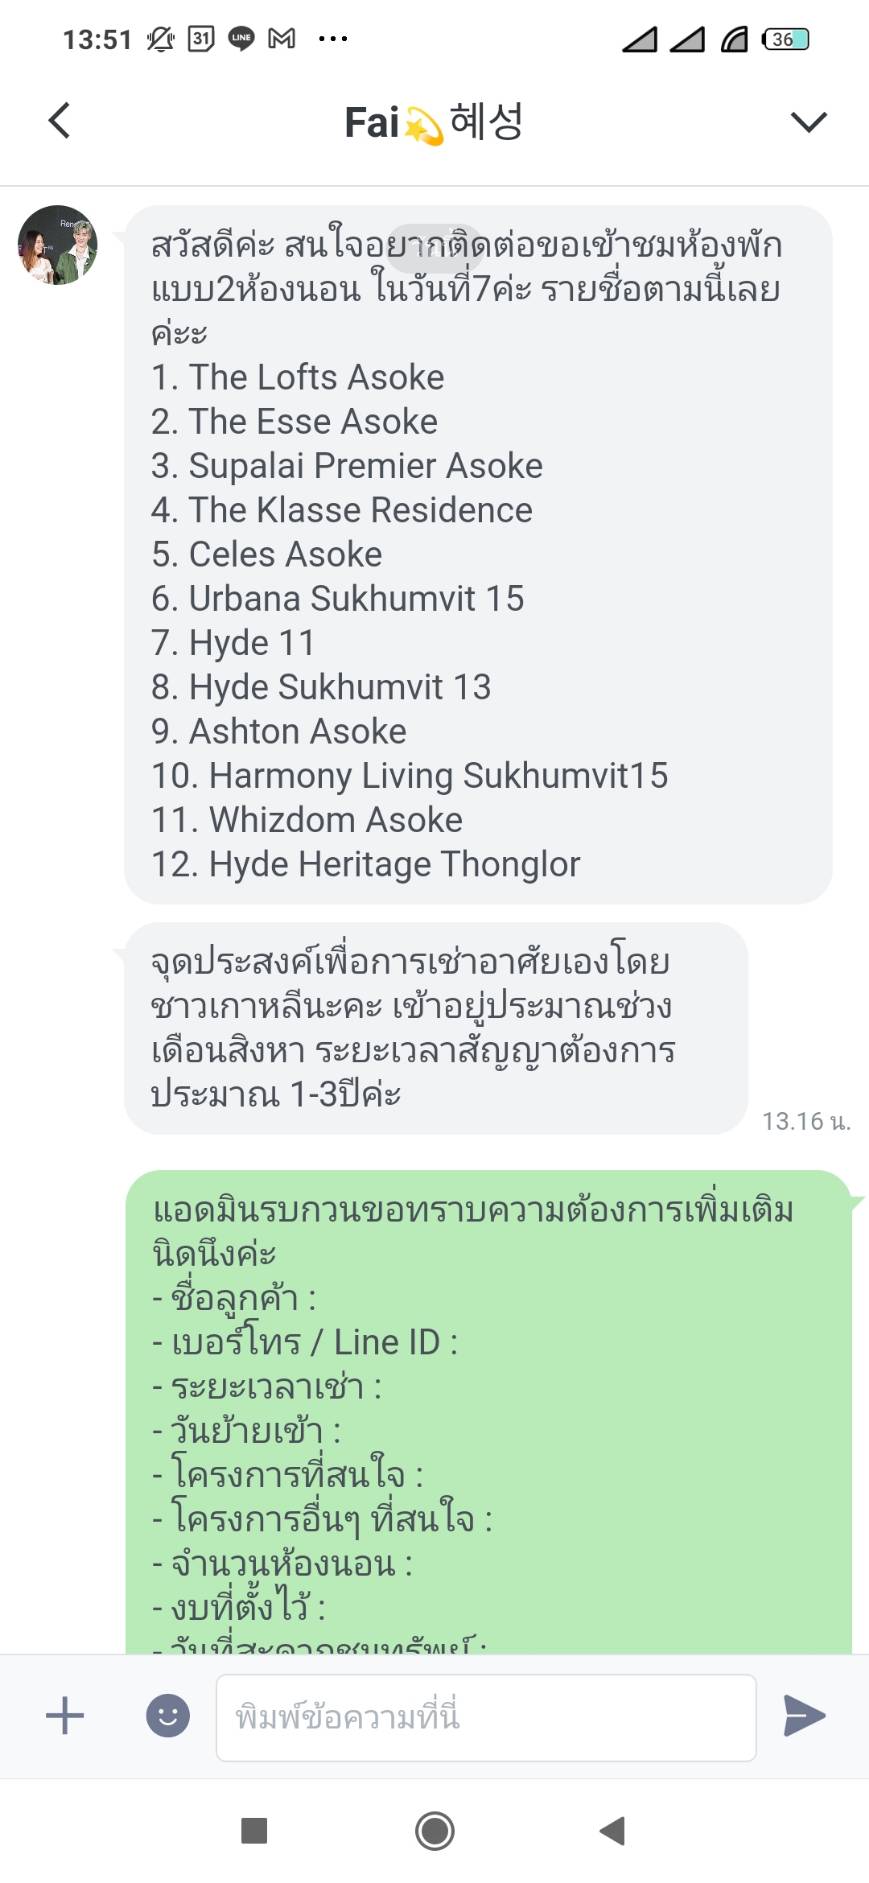 13:51
31
LINE
36
Fai💫혜성
สวัสดีค่ะ สนใจอยากติดต่อขอเข้าชมห้องพัก
แบบ2ห้องนอน ในวันที่7ค่ะ รายชื่อตามนี้เลย
ค่ะะ
1. The Lofts Asoke
2. The Esse Asoke
3. Supalai Premier Asoke
4. The Klasse Residence
5. Celes Asoke
6. Urbana Sukhumvit 15
7. Hyde 11
8. Hyde Sukhumvit 13
9. Ashton Asoke
10. Harmony Living Sukhumvit15
11. Whizdom Asoke
12. Hyde Heritage Thonglor
จุดประสงค์เพื่อการเช่าอาศัยเองโดย
ชาวเกาหลีนะคะ เข้าอยู่ประมาณช่วง
เดือนสิงหา ระยะเวลาสัญญาต้องการ
ประมาณ 1-3ปีค่ะ
13.16 น.
แอดมินรบกวนขอทราบความต้องการเพิ่มเติม
นิดนึงค่ะ
- ชื่อลูกค้า :
- เบอร์โทร / Line ID :
- ระยะเวลาเช่า :
- วันย้ายเข้า :
- โครงการที่สนใจ :
- โครงการอื่นๆ ที่สนใจ :
- จำนวนห้องนอน :
- งบที่ตั้งไว้ :
- วันที่สะดวกชมทรัพย์ :
พิมพ์ข้อความที่นี่